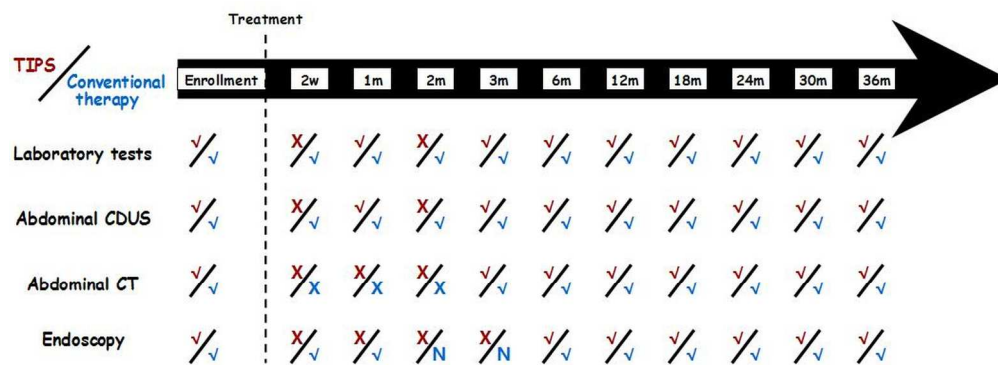 Treatment
TIPS
Conventional
therapy
Enrollment 2w 1m 2m 3m 6m 12m 18m 24m 30m 36m
Laboratory tests √/√ X/√ √/√ X/√ √/√ √/√ √/√ √/√ √/√ √/√ √/√
Abdominal CDUS √/√ X/√ √/√ X/√ √/√ √/√ √/√ √/√ √/√ √/√ √/√
Abdominal CT √/√ X/X X/X X/X √/√ √/√ √/√ √/√ √/√ √/√ √/√
Endoscopy √/√ X/√ X/√ X/N X/N √/√ √/√ √/√ √/√ √/√ √/√